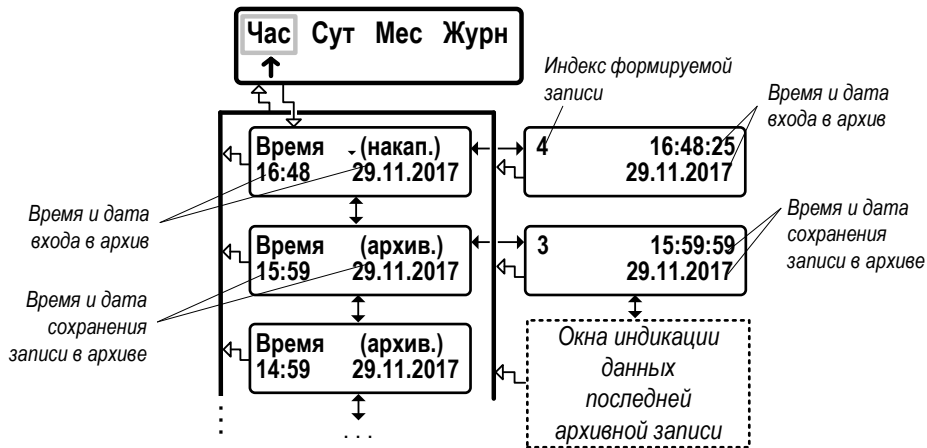 Час Сут Мес Журн
Индекс формируемой
записи
Время и дата
входа в архив
Время (накап.)
16:48 29.11.2017
4 16:48:25
29.11.2017
Время и дата
входа в архив
Время (архив.)
15:59 29.11.2017
3 15:59:59
29.11.2017
Время и дата
сохранения
записи в архиве
Время и дата
сохранения
записи в архиве
Время (архив.)
14:59 29.11.2017
Окна индикации
данных
последней
архивной записи
. . .